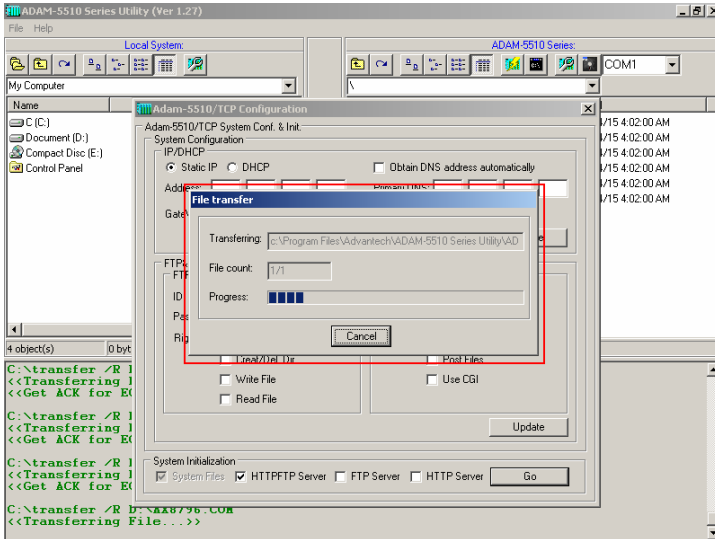 ADAM-5510 Series Utility (Ver 1.27)
File Help
Local System:
ADAM-5510 Series:
COM1
My Computer
\
Name
C (C:)
Document (D:)
Compact Disc (E:)
Control Panel
4/15 4:02:00 AM
4/15 4:02:00 AM
4/15 4:02:00 AM
4/15 4:02:00 AM
4/15 4:02:00 AM
4/15 4:02:00 AM
Adam-5510/TCP Configuration
Adam-5510/TCP System Conf. & Init.
System Configuration
IP/DHCP
Static IP DHCP Obtain DNS address automatically
Address: Primary DNS:
File transfer
Transferring: c:\Program Files\Advantech\ADAM-5510 Series Utility\AD
File count: 1/1
Progress:
Cancel
ID
Creat/Del. Dir Post Files
Write File Use CGI
Read File
Update
System Initialization
System Files HTTPFTP Server FTP Server HTTP Server Go
4 object(s) 0 byt
C:\transfer /R
<<Transferring
<<Get ACK for
C:\transfer /R
<<Transferring
<<Get ACK for
C:\transfer /R
<<Transferring
<<Get ACK for
C:\transfer /R D:\AX8796.COM
<<Transferring File...>>